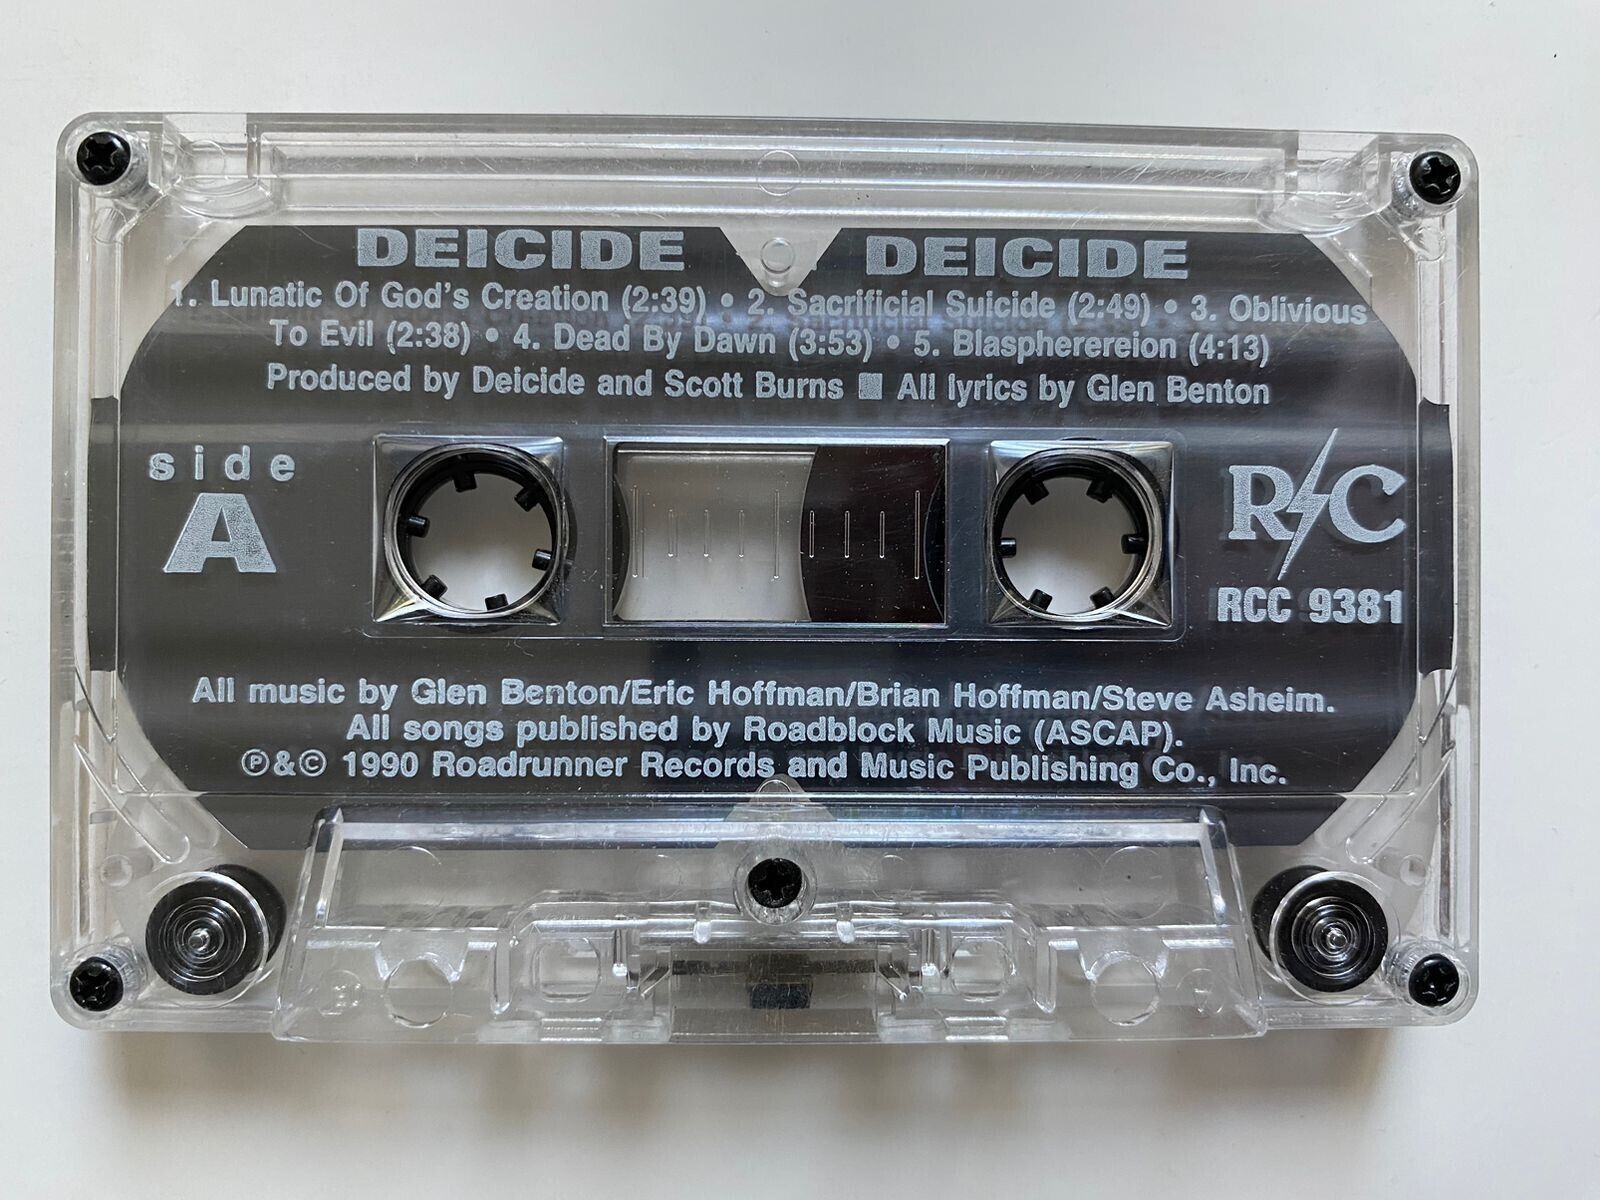 DEICIDE DEICIDE
1. Lunatic Of God's Creation (2:39) • 2. Sacrificial Suicide (2:49) • 3. Oblivious
To Evil (2:38) • 4. Dead By Dawn (3:53) • 5. Blaspherereion (4:13)
Produced by Deicide and Scott Burns ■ All lyrics by Glen Benton
side
A
R/C
RCC 9381
All music by Glen Benton/Eric Hoffman/Brian Hoffman/Steve Asheim.
All songs published by Roadblock Music (ASCAP).
℗&© 1990 Roadrunner Records and Music Publishing Co., Inc.